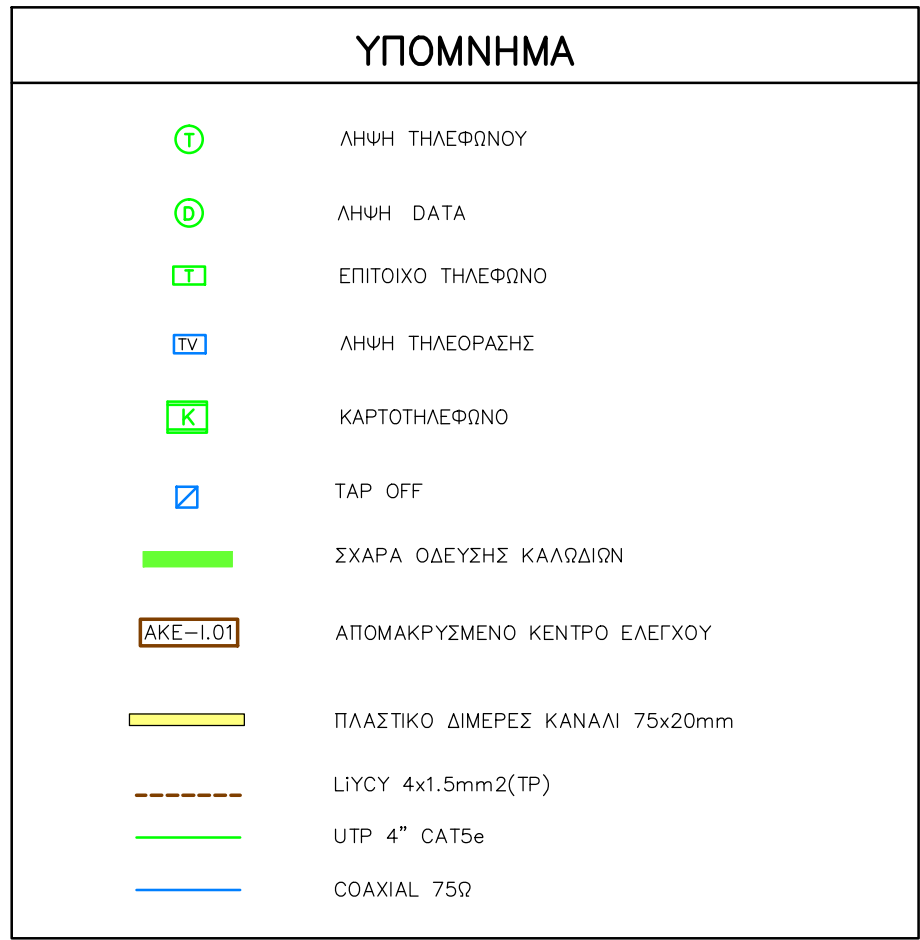 ΥΠΟΜΝΗΜΑ
T ΛΗΨΗ ΤΗΛΕΦΩΝΟΥ
D ΛΗΨΗ DATA
T ΕΠΙΤΟΙΧΟ ΤΗΛΕΦΩΝΟ
TV ΛΗΨΗ ΤΗΛΕΟΡΑΣΗΣ
K ΚΑΡΤΟΤΗΛΕΦΩΝΟ
TAP OFF
ΣΧΑΡΑ ΟΔΕΥΣΗΣ ΚΑΛΩΔΙΩΝ
AKE-I.01 ΑΠΟΜΑΚΡΥΣΜΕΝΟ ΚΕΝΤΡΟ ΕΛΕΓΧΟΥ
ΠΛΑΣΤΙΚΟ ΔΙΜΕΡΕΣ ΚΑΝΑΛΙ 75x20mm
LiYCY 4x1.5mm2(TP)
UTP 4” CAT5e
COAXIAL 75Ω